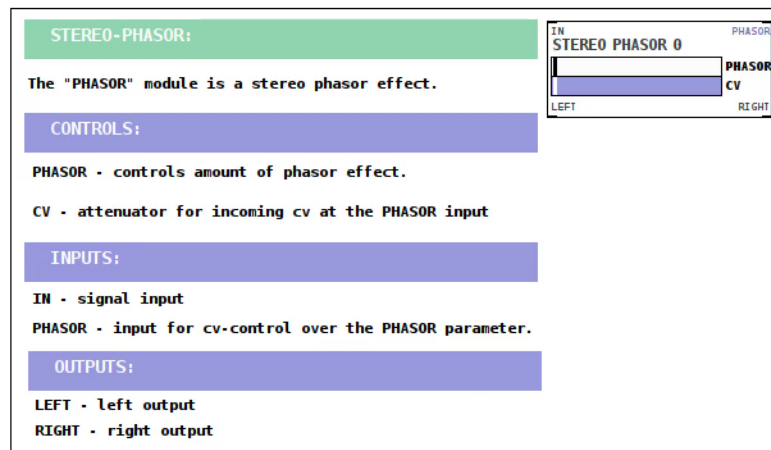 STEREO-PHASOR:
The "PHASOR" module is a stereo phasor effect.
CONTROLS:
PHASOR - controls amount of phasor effect.
CV - attenuator for incoming cv at the PHASOR input
INPUTS:
IN - signal input
PHASOR - input for cv-control over the PHASOR parameter.
OUTPUTS:
LEFT - left output
RIGHT - right output
IN PHASOR
STEREO PHASOR 0
PHASOR
CV
LEFT RIGHT